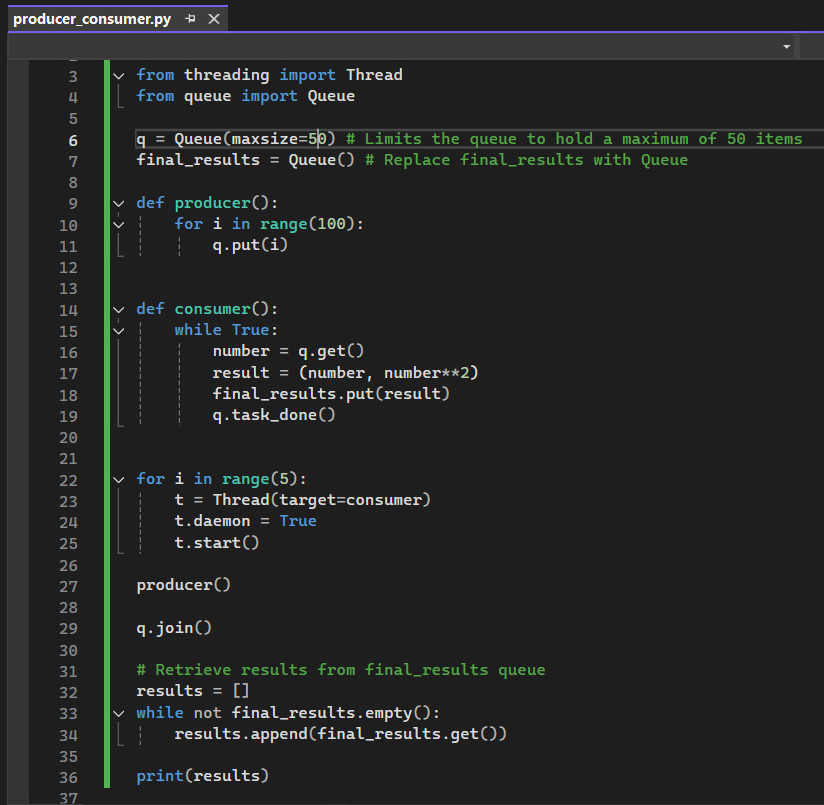 producer_consumer.py
3 from threading import Thread
4 from queue import Queue
5
6 q = Queue(maxsize=50) # Limits the queue to hold a maximum of 50 items
7 final_results = Queue() # Replace final_results with Queue
8
9 def producer():
10     for i in range(100):
11         q.put(i)
12
13
14 def consumer():
15     while True:
16         number = q.get()
17         result = (number, number**2)
18         final_results.put(result)
19         q.task_done()
20
21
22 for i in range(5):
23     t = Thread(target=consumer)
24     t.daemon = True
25     t.start()
26
27 producer()
28
29 q.join()
30
31 # Retrieve results from final_results queue
32 results = []
33 while not final_results.empty():
34     results.append(final_results.get())
35
36 print(results)
37